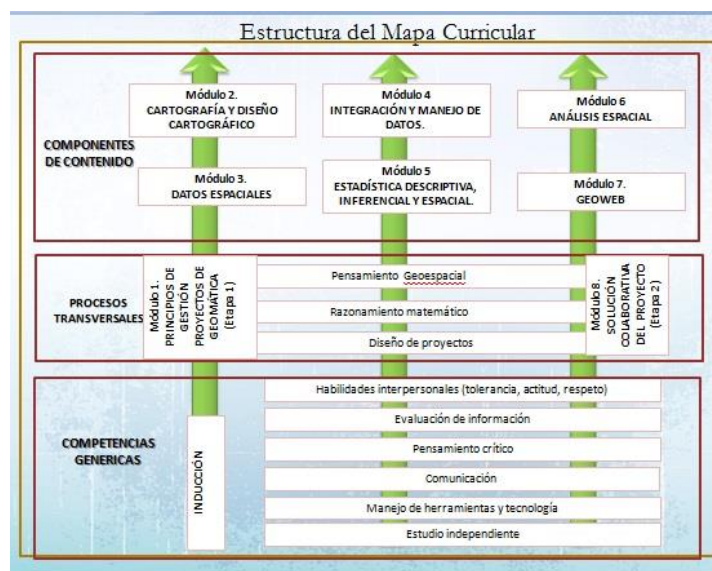 Estructura del Mapa Curricular
COMPONENTES
DE CONTENIDO
Módulo 2.
CARTOGRAFÍA Y DISEÑO
CARTOGRÁFICO
Módulo 3.
DATOS ESPACIALES
Módulo 4
INTEGRACIÓN Y MANEJO DE
DATOS.
Módulo 5
ESTADÍSTICA DESCRIPTIVA,
INFERENCIAL Y ESPACIAL.
Módulo 6
ANÁLISIS ESPACIAL
Módulo 7.
GEOWEB
PROCESOS
TRANSVERSALES
Módulo 1.
PRINCIPIOS DE
GESTIÓN
PROYECTOS DE
GEOMÁTICA
(Etapa 1)
Pensamiento Geoespacial
Razonamiento matemático
Diseño de proyectos
Módulo 8.
SOLUCIÓN
COLABORATIVA
DEL PROYECTO
(Etapa 2)
COMPETENCIAS
GENERICAS
INDUCCIÓN
Habilidades interpersonales (tolerancia, actitud, respeto)
Evaluación de información
Pensamiento crítico
Comunicación
Manejo de herramientas y tecnología
Estudio independiente